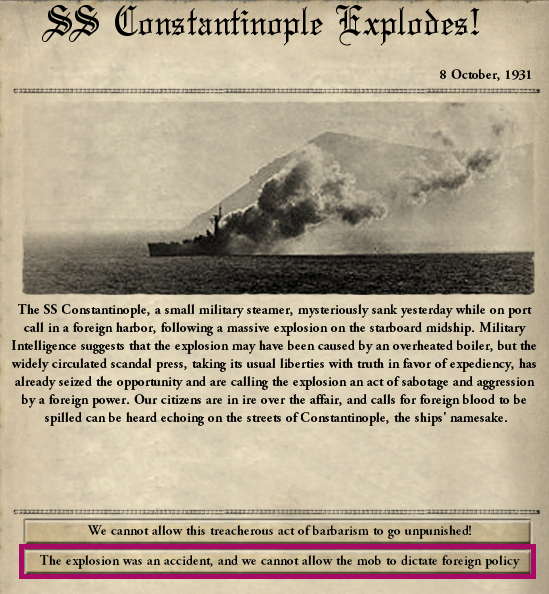 SS Constantinople Explodes!
8 October, 1931
The SS Constantinople, a small military steamer, mysteriously sank yesterday while on port
call in a foreign harbor, following a massive explosion on the starboard midship. Military
Intelligence suggests that the explosion may have been caused by an overheated boiler, but the
widely circulated scandal press, taking its usual liberties with truth in favor of expediency, has
already seized the opportunity and are calling the explosion an act of sabotage and aggression
by a foreign power. Our citizens are in ire over the affair, and calls for foreign blood to be
spilled can be heard echoing on the streets of Constantinople, the ships' namesake.
We cannot allow this treacherous act of barbarism to go unpunished!
The explosion was an accident, and we cannot allow the mob to dictate foreign policy